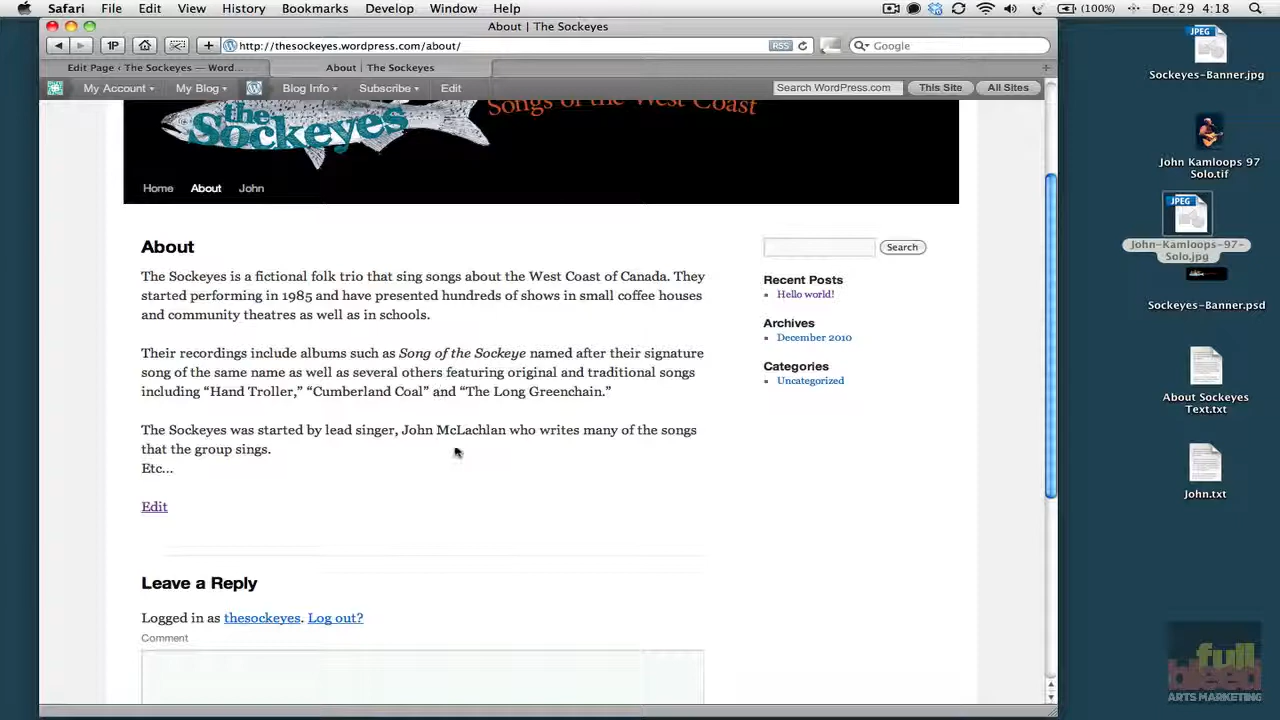 Safari File Edit View History Bookmarks Develop Window Help (100%) Dec 29 4:18
About | The Sockeyes
1P http://thesockeyes.wordpress.com/about/ RSS Google
Edit Page ‹ The Sockeyes — Word... About | The Sockeyes
My Account My Blog Blog Info Subscribe Edit Search WordPress.com This Site All Sites
the Sockeyes
Songs of the West Coast
Home About John
About
The Sockeyes is a fictional folk trio that sing songs about the West Coast of Canada. They
started performing in 1985 and have presented hundreds of shows in small coffee houses
and community theatres as well as in schools.
Their recordings include albums such as Song of the Sockeye named after their signature
song of the same name as well as several others featuring original and traditional songs
including “Hand Troller,” “Cumberland Coal” and “The Long Greenchain.”
The Sockeyes was started by lead singer, John McLachlan who writes many of the songs
that the group sings.
Etc...
Edit
Leave a Reply
Logged in as thesockeyes. Log out?
Comment
Search
Recent Posts
Hello world!
Archives
December 2010
Categories
Uncategorized
JPEG
Sockeyes-Banner.jpg
John Kamloops 97
Solo.tif
JPEG
John-Kamloops-97-
Solo.jpg
Sockeyes-Banner.psd
About Sockeyes
Text.txt
John.txt
full
bleed
ARTS MARKETING